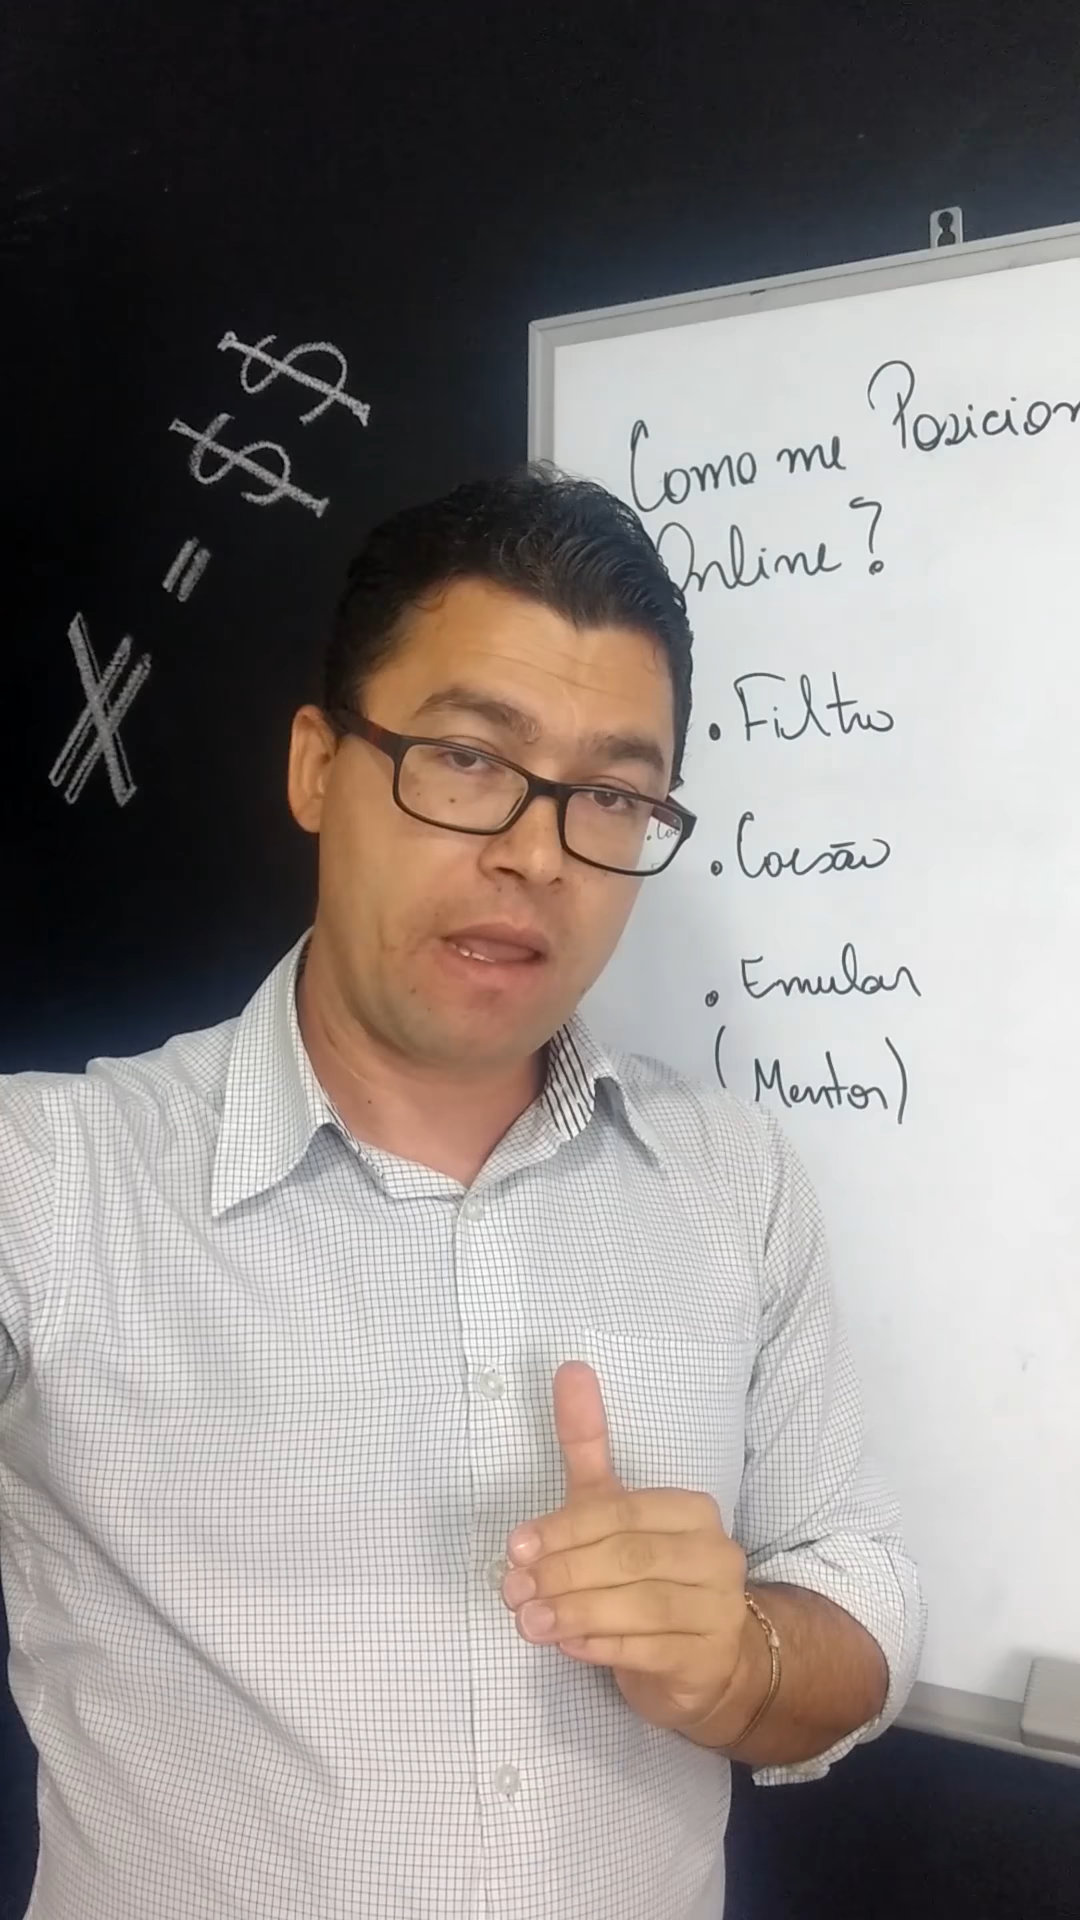 X = $ $
Como me Posicion
Online?
• Filtro
• Coesão
• Emular
(Mentor)